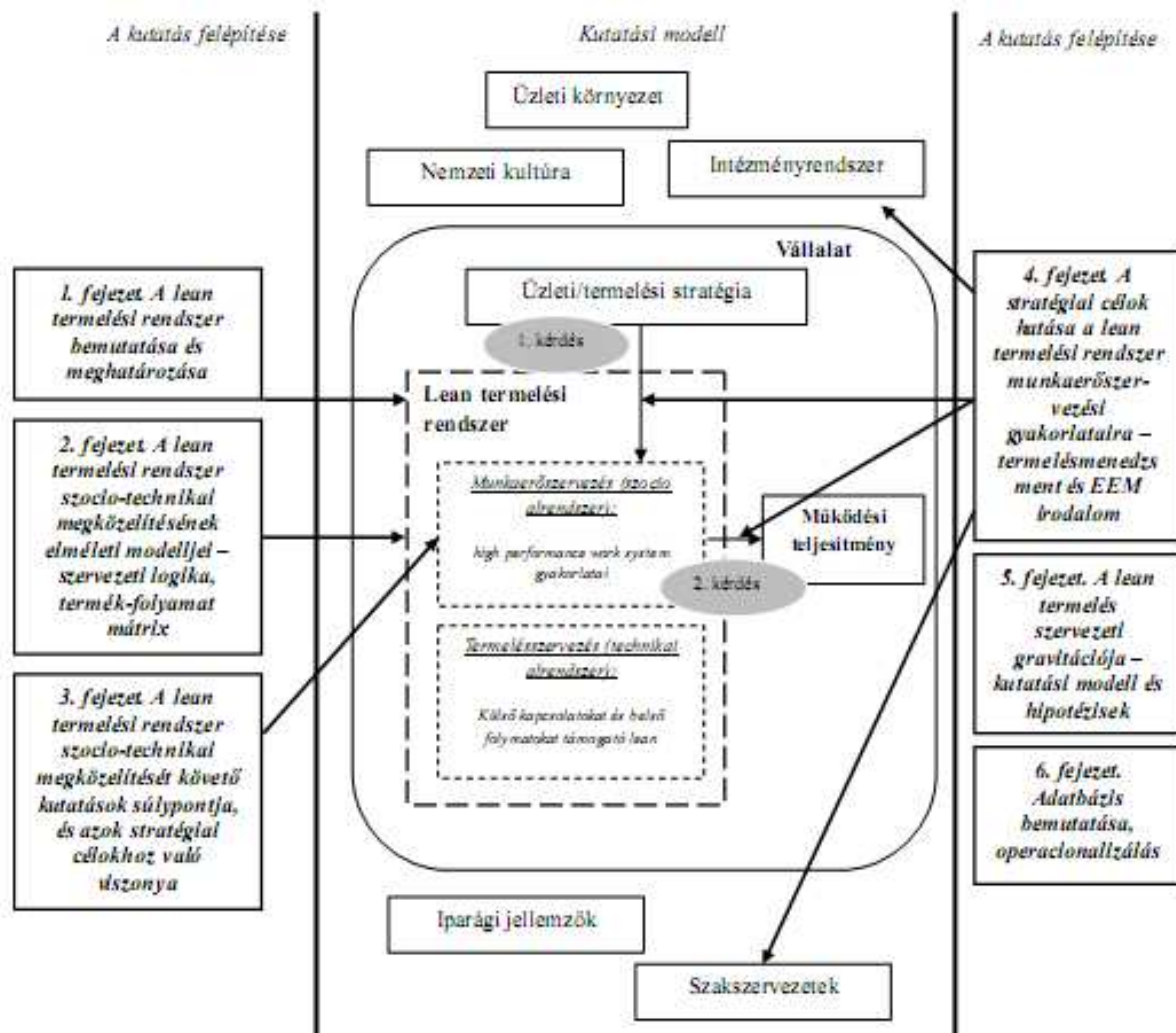 A kutatás felépítése
Kutatási modell
A kutatás felépítése
Üzleti környezet
Nemzeti kultúra
Intézményrendszer
Vállalat
Üzleti/termelési stratégia
1. kérdés
Lean termelési
rendszer
Munkaerőszervezés (szocio
alrendszer):
high performance work system
gyakorlatai
Működési
teljesítmény
2. kérdés
Termelésszervezés (technikai
alrendszer):
Külső kapcsolatokat és belső
folymatokat támogató lean
Iparági jellemzők
Szakszervezetek
1. fejezet. A lean
termelési rendszer
bemutatása és
meghatározása
2. fejezet. A lean
termelési rendszer
szocio-technikai
megközelítésének
elméleti modelljei –
szervezeti logika,
termék-folyamat
mátrix
3. fejezet. A lean
termelési rendszer
szocio-technikai
megközelítését követő
kutatások súlypontja,
és azok stratégiai
célokhoz való
viszonya
4. fejezet. A
stratégiai célok
hatása a lean
termelési rendszer
munkaerőszer-
vezési
gyakorlataira –
termelésmenedzs
ment és EEM
irodalom
5. fejezet. A lean
termelés
szervezeti
gravitációja –
kutatási modell és
hipotézisek
6. fejezet.
Adatbázis
bemutatása,
operacionalizálás